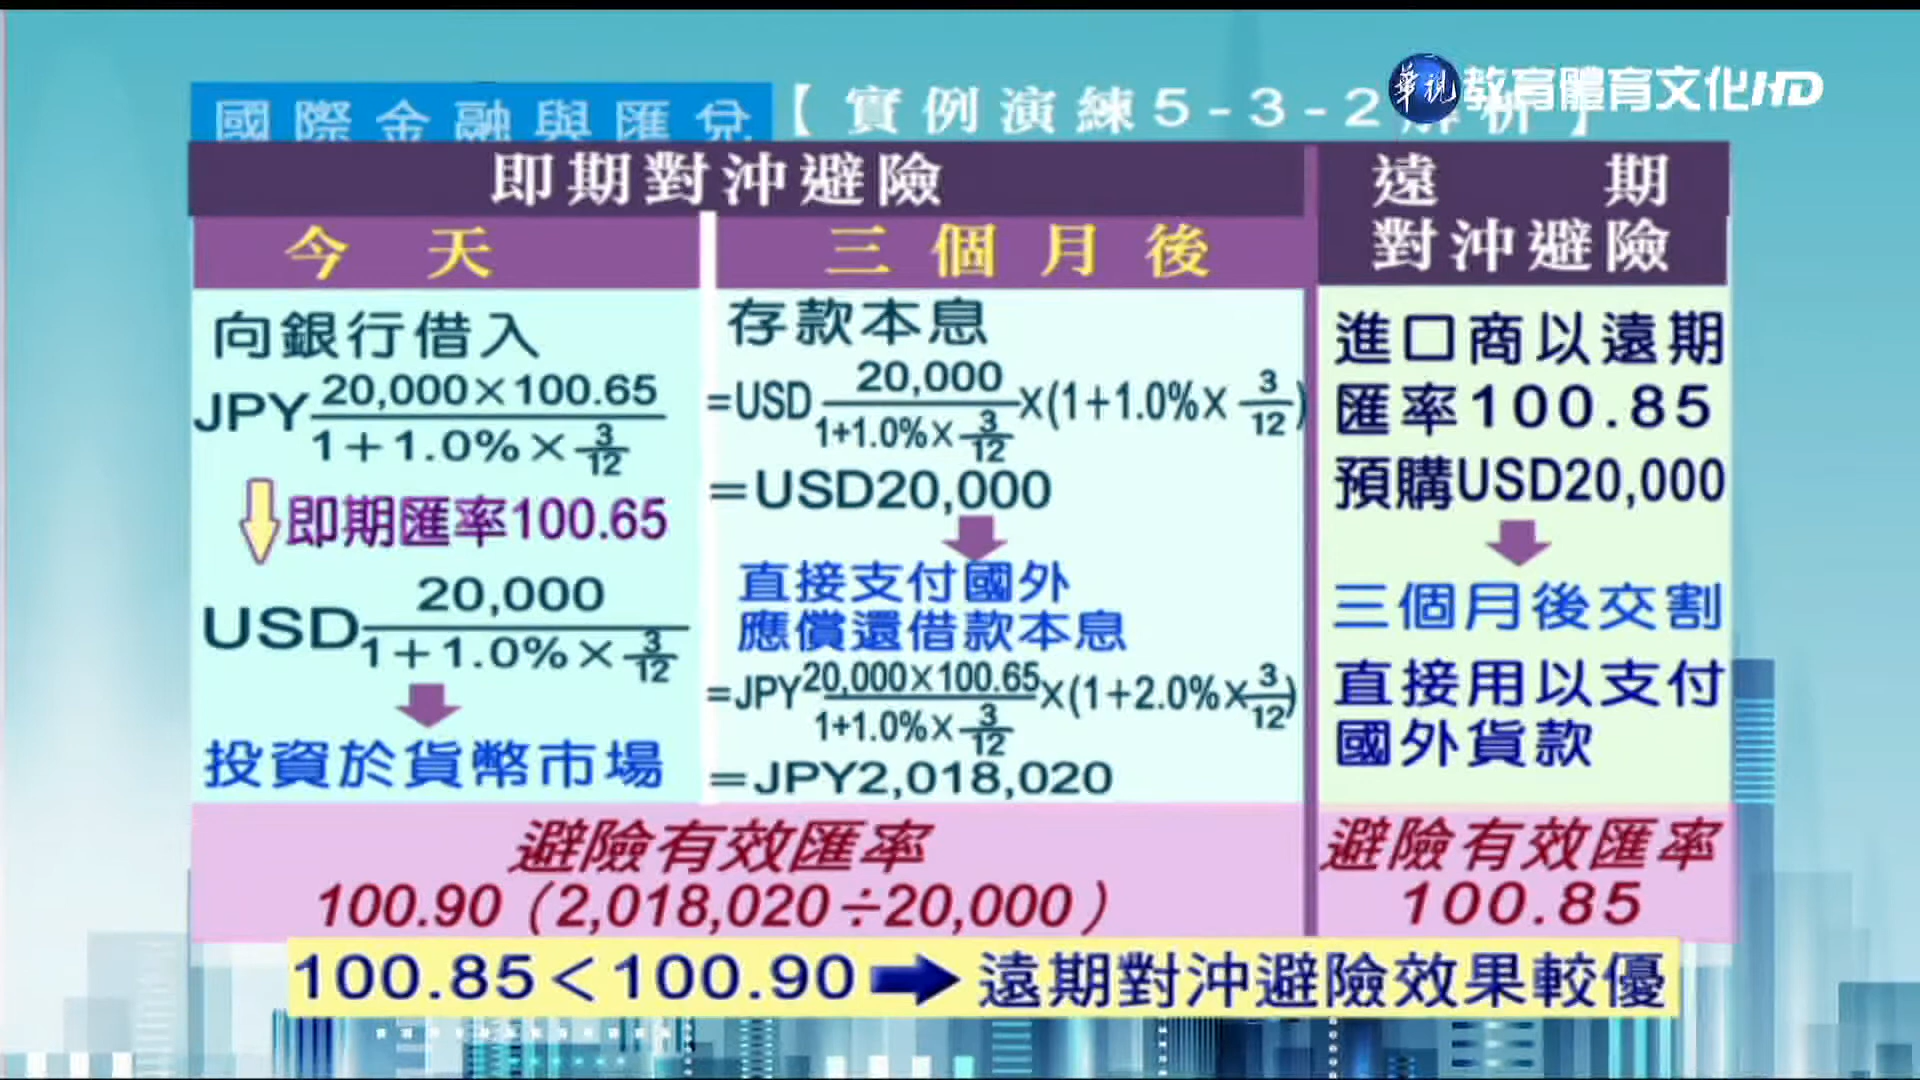 華視 教育體育文化HD
國際金融與匯兌
【實例演練5-3-2解析】
即期對沖避險
遠期
對沖避險
今天
三個月後
向銀行借入
JPY 20,000×100.65 / 1+1.0%×3/12
即期匯率100.65
USD 20,000 / 1+1.0%×3/12
投資於貨幣市場
存款本息
=USD 20,000 / 1+1.0%×3/12 ×(1+1.0%×3/12)
=USD20,000
直接支付國外
應償還借款本息
=JPY 20,000×100.65 / 1+1.0%×3/12 ×(1+2.0%×3/12)
=JPY2,018,020
進口商以遠期
匯率100.85
預購USD20,000
三個月後交割
直接用以支付
國外貨款
避險有效匯率
100.90（2,018,020÷20,000）
避險有效匯率
100.85
100.85<100.90➡遠期對沖避險效果較優